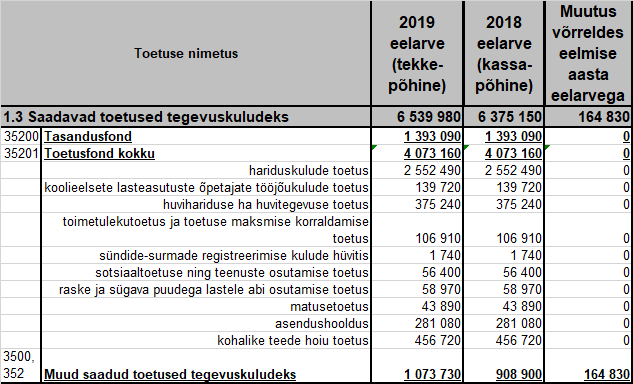 Toetuse nimetus 2019 eelarve (tekke-põhine) 2018 eelarve (kassa-põhine) Muutus võrreldes eelmise aasta eelarvega
1.3 Saadavad toetused tegevuskuludeks 6 539 980 6 375 150 164 830
35200 Tasandusfond 1 393 090 1 393 090 0
35201 Toetusfond kokku 4 073 160 4 073 160 0
hariduskulude toetus 2 552 490 2 552 490 0
koolieelsete lasteasutuste õpetajate tööjõukulude toetus 139 720 139 720 0
huvihariduse ha huvitegevuse toetus 375 240 375 240 0
toimetulekutoetus ja toetuse maksmise korraldamise
toetus 106 910 106 910 0
sündide-surmade registreerimise kulude hüvitis 1 740 1 740 0
sotsiaaltoetuse ning teenuste osutamise toetus 56 400 56 400 0
raske ja sügava puudega lastele abi osutamise toetus 58 970 58 970 0
matusetoetus 43 890 43 890 0
asendushooldus 281 080 281 080 0
kohalike teede hoiu toetus 456 720 456 720 0
3500,
352 Muud saadud toetused tegevuskuludeks 1 073 730 908 900 164 830